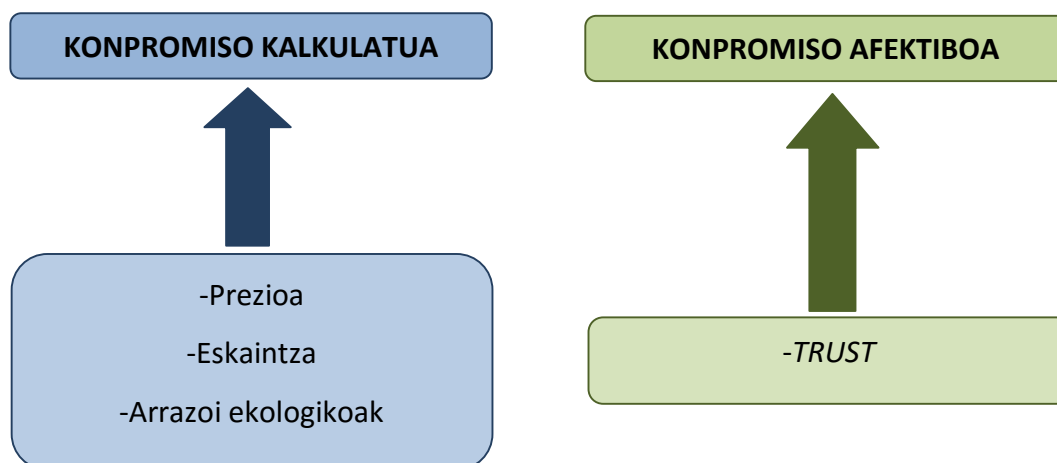 KONPROMISO KALKULATUA
-Prezioa
-Eskaintza
-Arrazoi ekologikoak
KONPROMISO AFEKTIBOA
-TRUST